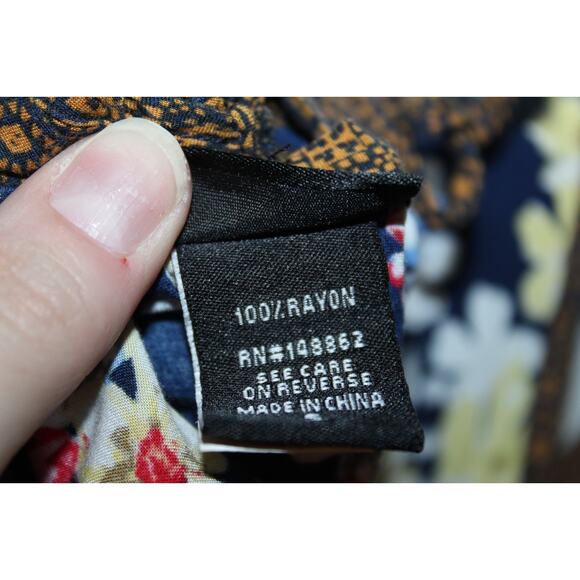 100% RAYON
RN#148862
SEE CARE
ON REVERSE
MADE IN CHINA